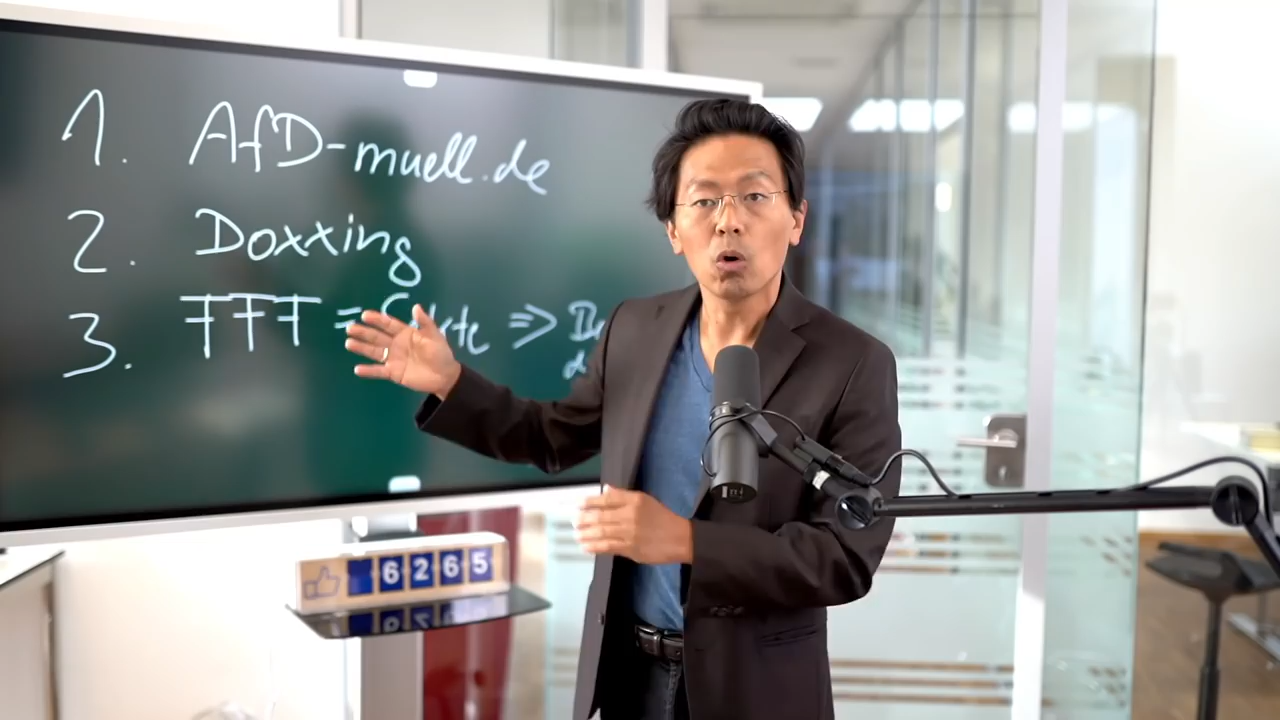 1. AfD-muell.de
2. Doxxing
3. FFF = ⇒
6265